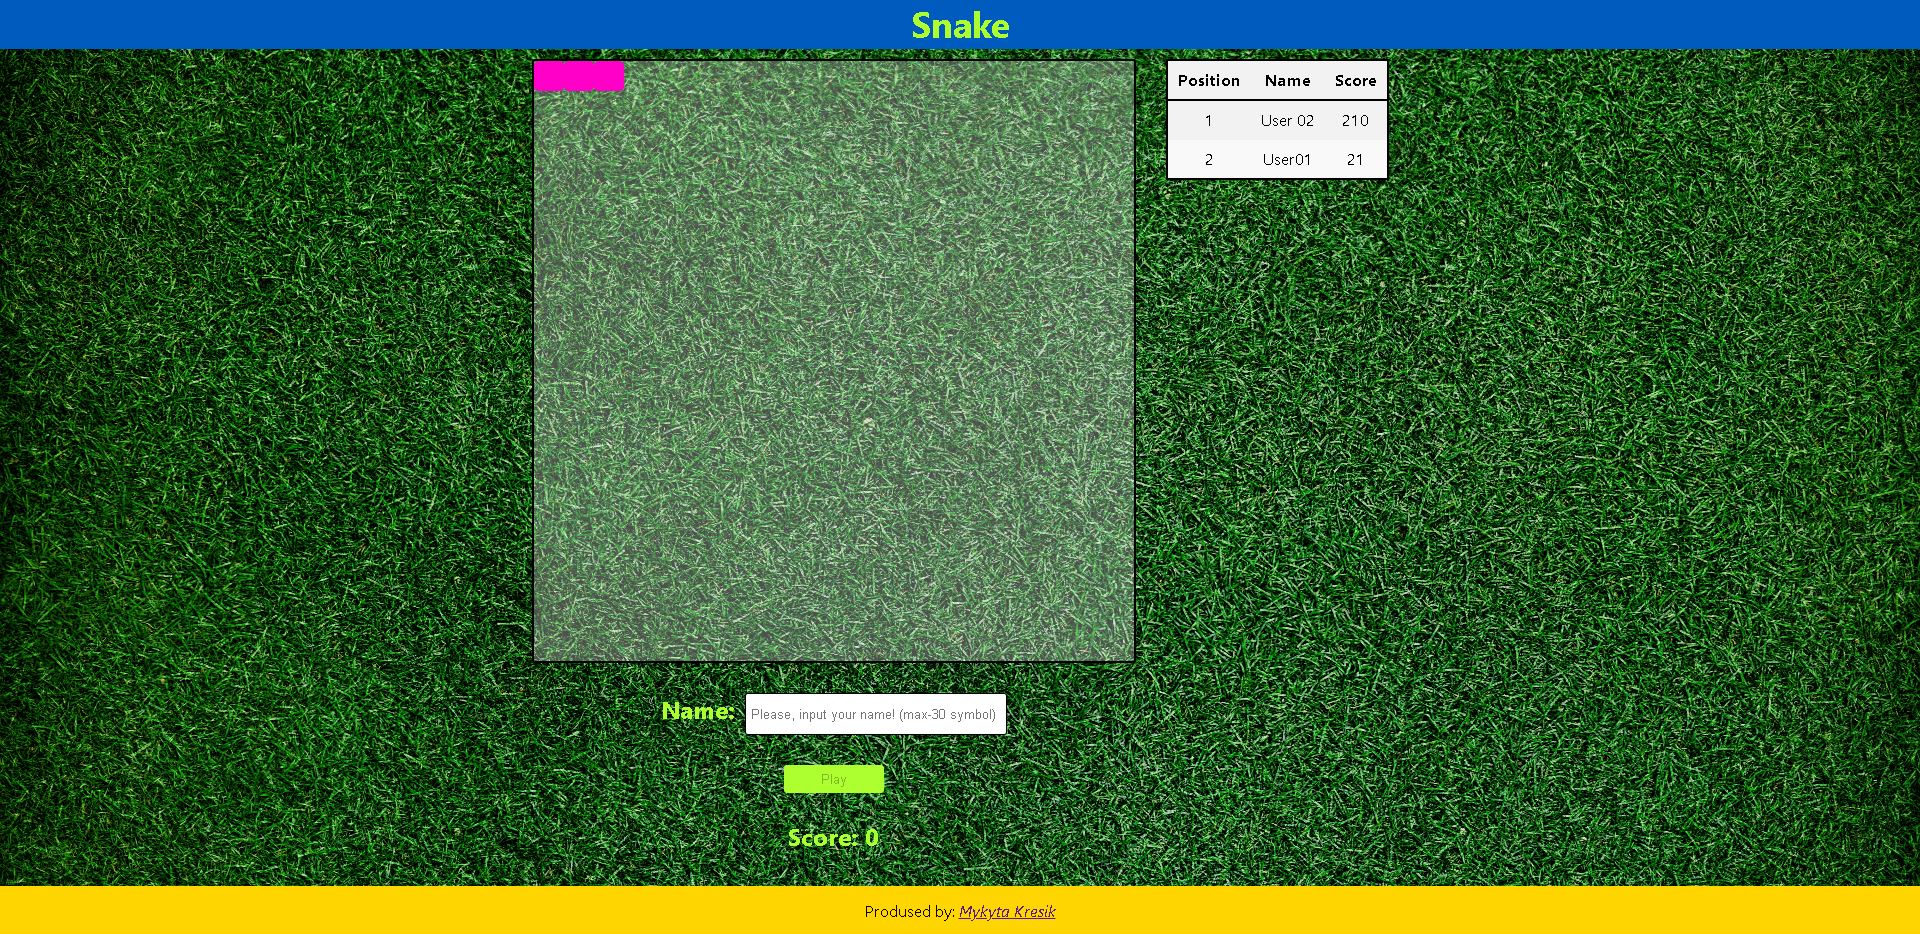 Snake
Position Name Score
1 User 02 210
2 User01 21
Name: Please, input your name! (max-30 symbol)
Play
Score: 0
Prodused by: Mykyta Kresik